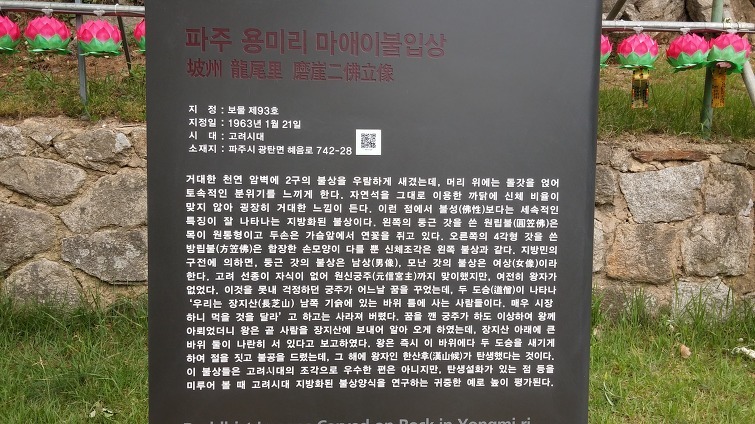 파주 용미리 마애이불입상
坡州 龍尾里 磨崖二佛立像
지 정 : 보물 제93호
지정일 : 1963년 1월 21일
시 대 : 고려시대
소재지 : 파주시 광탄면 혜음로 742-28
거대한 천연 암벽에 2구의 불상을 우람하게 새겼는데, 머리 위에는 돌갓을 얹어
토속적인 분위기를 느끼게 한다. 자연석을 그대로 이용한 까닭에 신체 비율이
맞지 않아 굉장히 거대한 느낌이 든다. 이런 점에서 불성(佛性)보다는 세속적인
특징이 잘 나타나는 지방화된 불상이다. 왼쪽의 둥근 갓을 쓴 원립불(圓笠佛)은
목이 원통형이고 두손은 가슴앞에서 연꽃을 쥐고 있다. 오른쪽의 4각형 갓을 쓴
방립불(方笠佛)은 합장한 손모양이 다를 뿐 신체조각은 왼쪽 불상과 같다. 지방민의
구전에 의하면, 둥근 갓의 불상은 남상(男像), 모난 갓의 불상은 여상(女像)이라
한다. 고려 선종이 자식이 없어 원신궁주(元信宮主)까지 맞이했지만, 여전히 왕자가
없었다. 이것을 못내 걱정하던 궁주가 어느날 꿈을 꾸었는데, 두 도승(道僧)이 나타나
‘우리는 장지산(長芝山) 남쪽 기슭에 있는 바위 틈에 사는 사람들이다. 매우 시장
하니 먹을 것을 달라’ 고 하고는 사라져 버렸다. 꿈을 깬 궁주가 하도 이상하여 왕께
아뢰었더니 왕은 곧 사람을 장지산에 보내어 알아 오게 하였는데, 장지산 아래에 큰
바위 둘이 나란히 서 있다고 보고하였다. 왕은 즉시 이 바위에다 두 도승을 새기게
하여 절을 짓고 불공을 드렸는데, 그 해에 왕자인 한산후(漢山候)가 탄생했다는 것이다.
이 불상들은 고려시대의 조각으로 우수한 편은 아니지만, 탄생설화가 있는 점 등을
미루어 볼 때 고려시대 지방화된 불상양식을 연구하는 귀중한 예로 높이 평가된다.